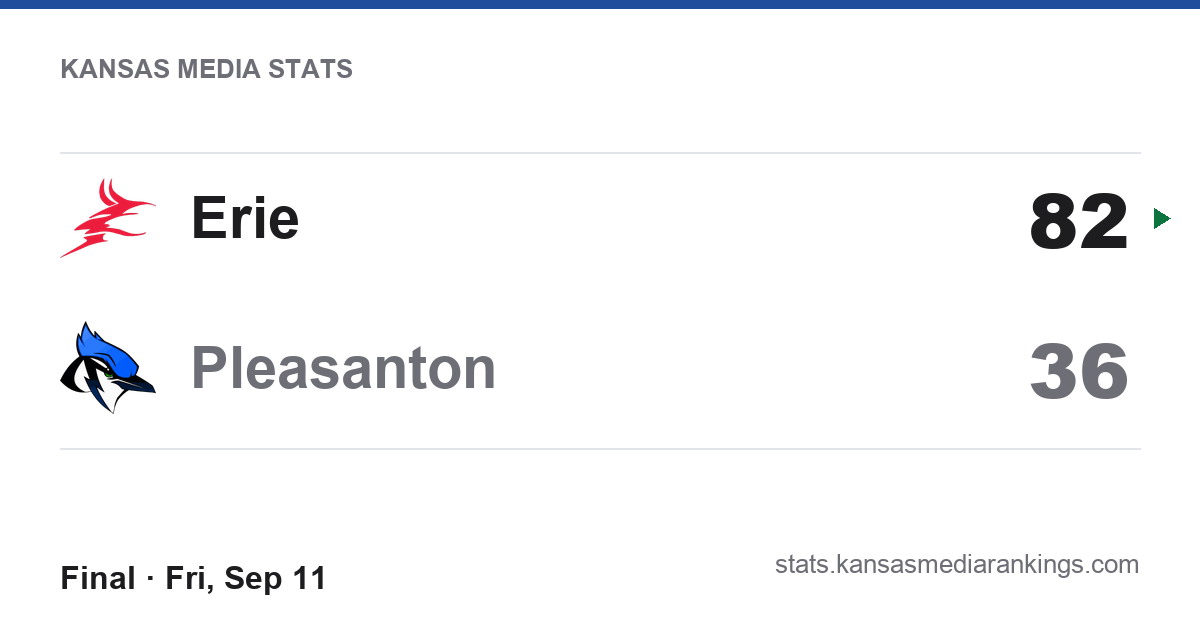 KANSAS MEDIA STATS
Erie 82
Pleasanton 36
Final · Fri, Sep 11
stats.kansasmediarankings.com